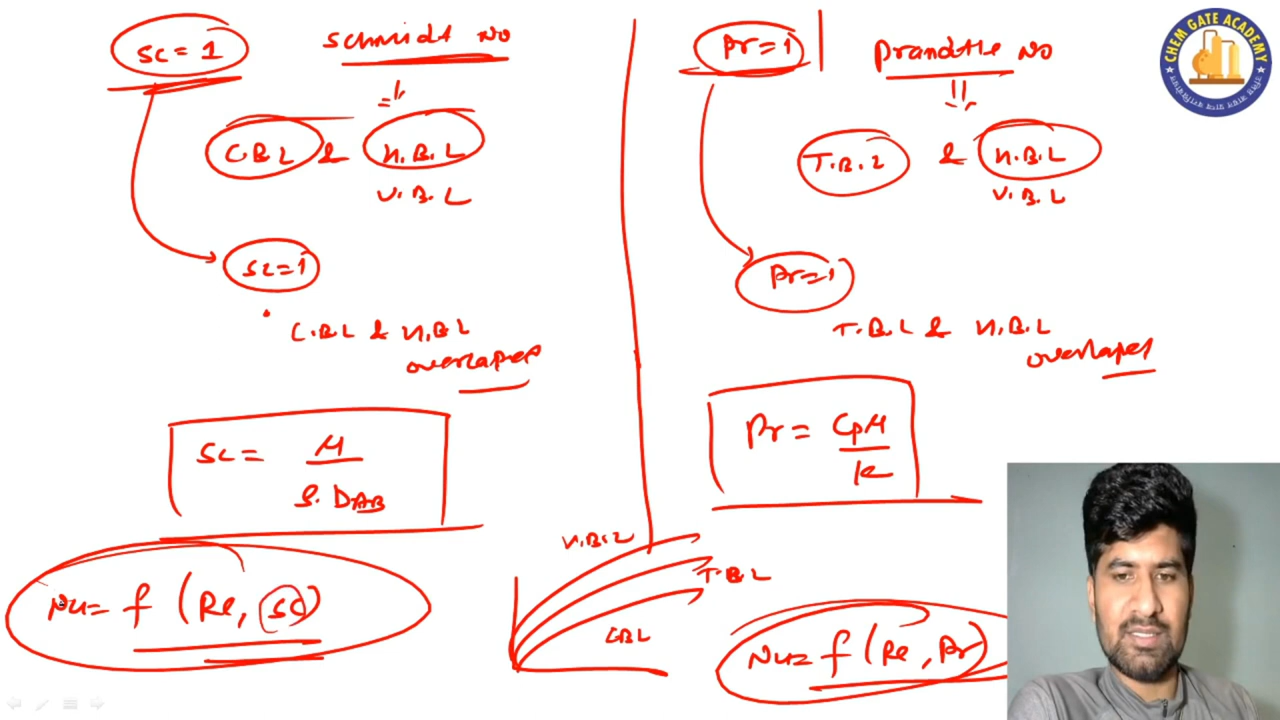 Sc = 1
Schmidt No
C.B.L & H.B.L
V.B.L
Sc=1
C.B.L & H.B.L
overlapes
Sc = μ
ρ. DAB
Nu= f (Re, Sc)
Pr=1
Prandtle No
T.B.L & H.B.L
V.B.L
Pr=1
T.B.L & H.B.L
overlapes
Pr = Cpμ
k
V.B.L
T.B.L
CBL
Nu= f (Re, Pr)
CHEM GATE ACADEMY